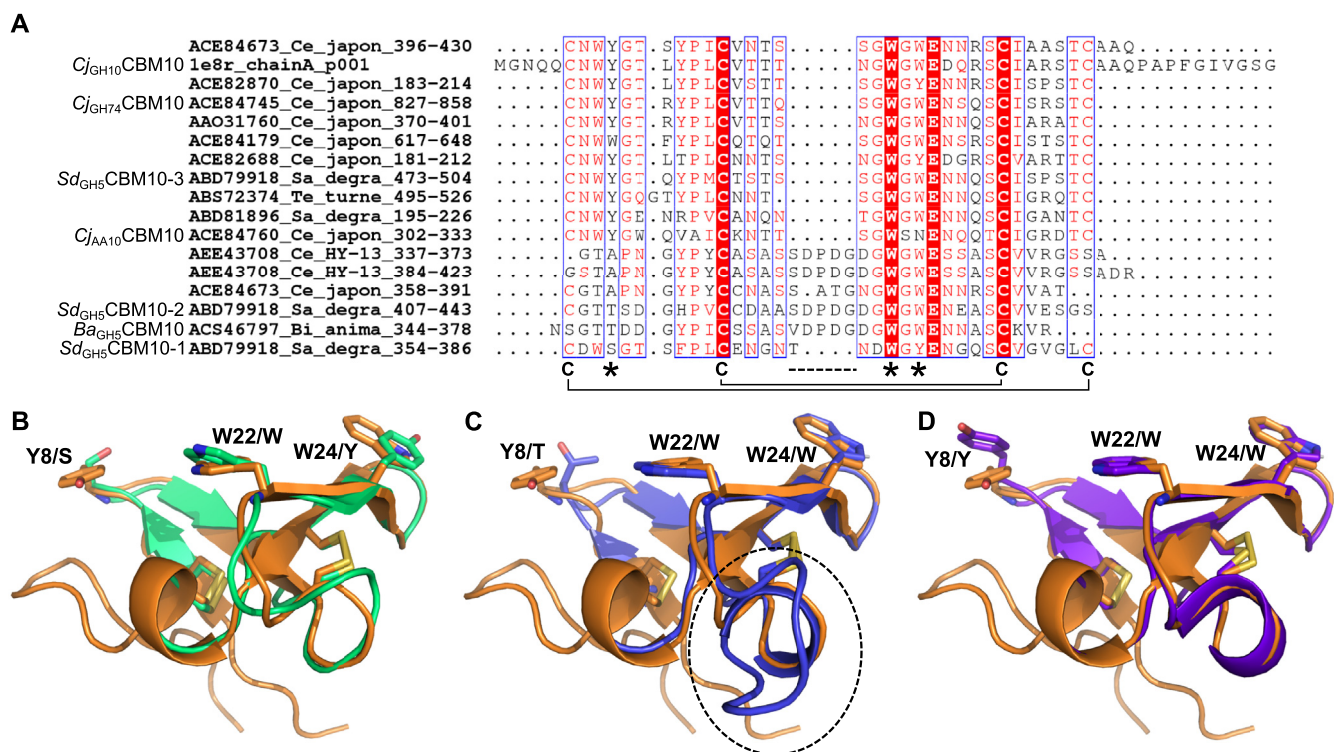 A
ACE84673_Ce_japon_396-430 .....CNWYGT.SYPICVNTS.....SGWGWENNRSCIAASTCAAQ...........
CjGH10CBM10 1e8r_chainA_p001 MGNQQCNWYGT.LYPLCVTTT.....NGWGWEDQRSCIARSTCAAQPAPFGIVGSG
ACE82870_Ce_japon_183-214 .....CNWYGT.LYPLCVSTT.....SGWGYENNRSCISPSTC..............
CjGH74CBM10 ACE84745_Ce_japon_827-858 .....CNWYGT.RYPLCVTTQ.....SGWGWENSRSCISRSTC..............
AAO31760_Ce_japon_370-401 .....CNWYGT.YYPLCVTTS.....NGWGWENNQSCIARSTC..............
ACE84179_Ce_japon_617-648 .....CNWWGT.FYPLCQTQT.....SGWGWENSRSCISTSTC..............
ACE82688_Ce_japon_181-212 .....CNWYGT.LTPLCNNTS.....NGWGYEDGRSCVARTTC..............
SdGH5CBM10-3 ABD79918_Sa_degra_473-504 .....CNWYGT.QYPMCTSTS.....SGWGWENNQSCISPSTC..............
ABS72374_Te_turne_495-526 .....CNWYGQGTYPLCNTS......SGWGWENNQSCIGRQTC..............
ABD81896_Sa_degra_195-226 .....CNWYGE.NRPVCANQN.....TGWGWENNQSCIGANTC..............
CjAA10CBM10 ACE84760_Ce_japon_302-333 .....CNWYGW.QVAICKNTT.....SGWSNENQQTCIGRDTC..............
AEE43708_Ce_HY-13_337-373 .....GTAPN.GYPYCASASSDPDGDGWGWESSASCVVRGSSA.............
AEE43708_Ce_HY-13_384-423 .....GSTAPN.GYPYCASASSDPDGDGWGWESSASCVVRGSSADR...........
ACE84673_Ce_japon_358-391 .....CGTAPN.GYPYCCNASS.ATGNGWGWENNRSCVVAT................
SdGH5CBM10-2 ABD79918_Sa_degra_407-443 .....CGTTSD.GHPVCCDAASDPDGDGWGWENEASCVVESGS..............
BaGH5CBM10 ACS46797_Bi_anima_344-378 ....NSGTTDD.GYPICSSASVDPDGDGWGWENNASCKVR.................
SdGH5CBM10-1 ABD79918_Sa_degra_354-386 .....CDWSGT.SFPLCENGNT....NDWGYENGQSCVGVGLC..............
C * C ------- * * C C
B
Y8/S
W22/W
W24/Y
C
Y8/T
W22/W
W24/W
D
Y8/Y
W22/W
W24/W